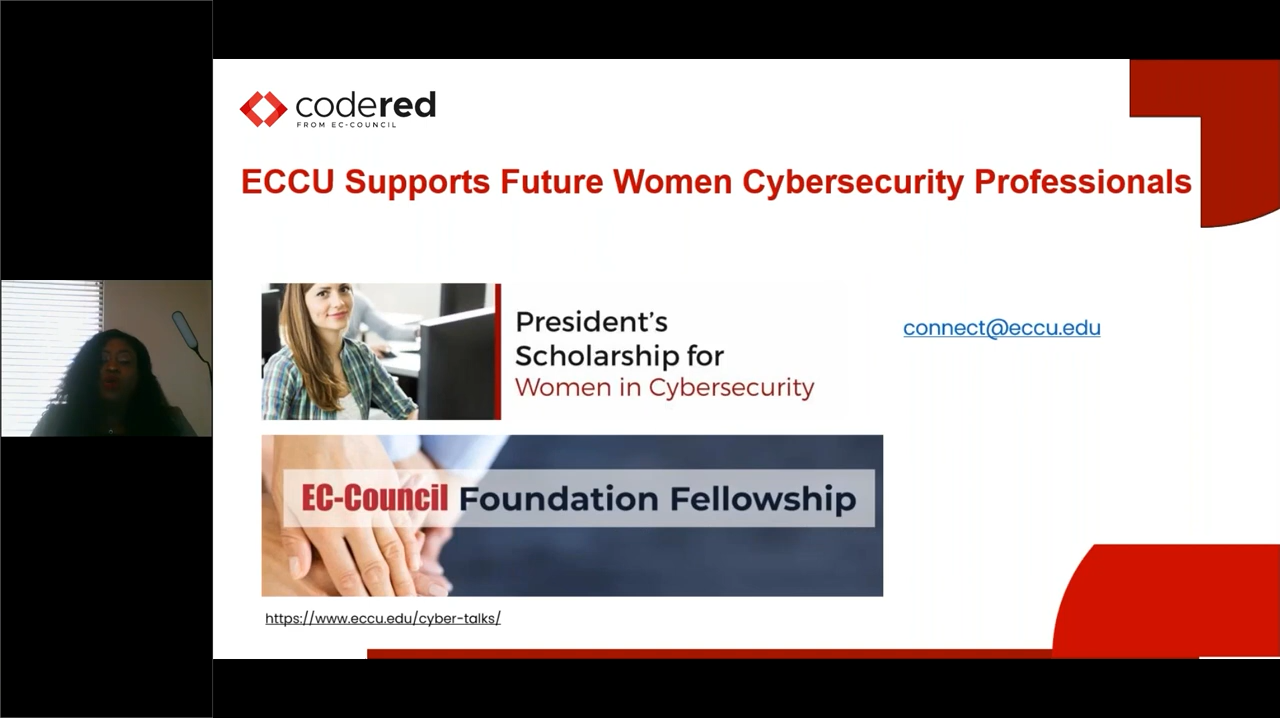 codered
FROM EC-COUNCIL
ECCU Supports Future Women Cybersecurity Professionals
President's
Scholarship for
Women in Cybersecurity
connect@eccu.edu
EC-Council Foundation Fellowship
https://www.eccu.edu/cyber-talks/